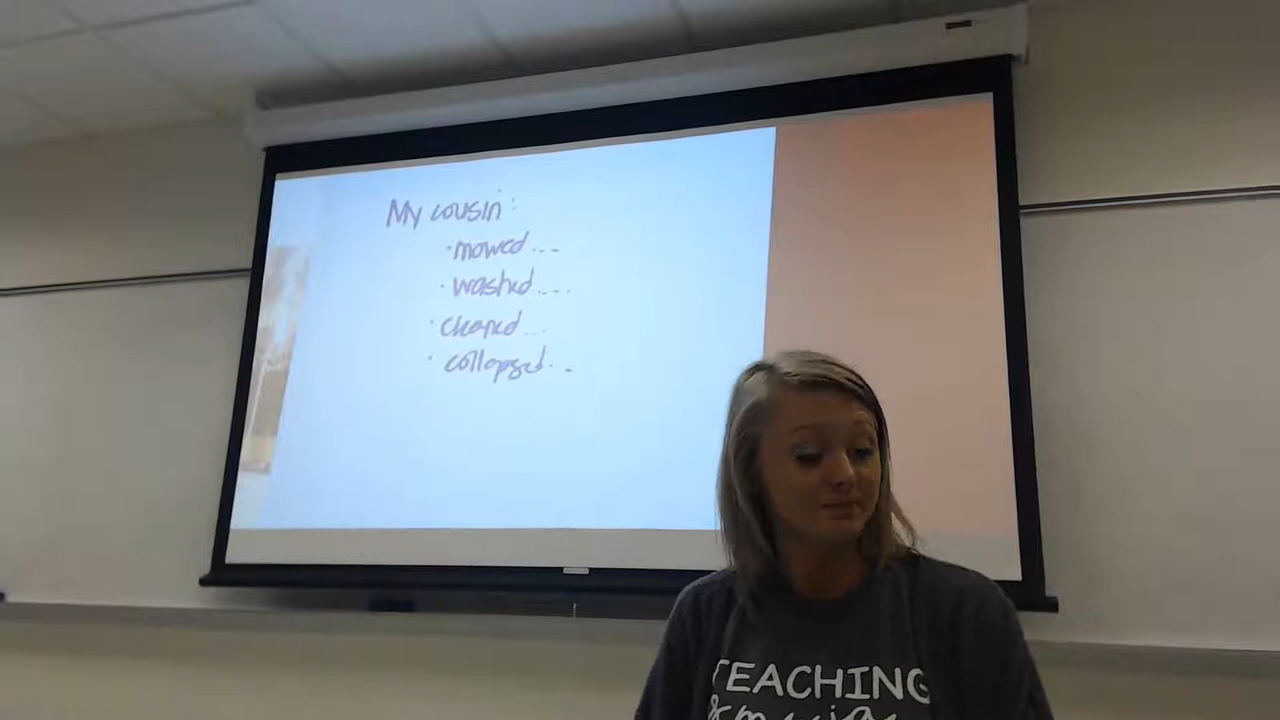 My cousin:
• mowed...
• washed....
• cleaned...
• collapsed...
TEACHING
&